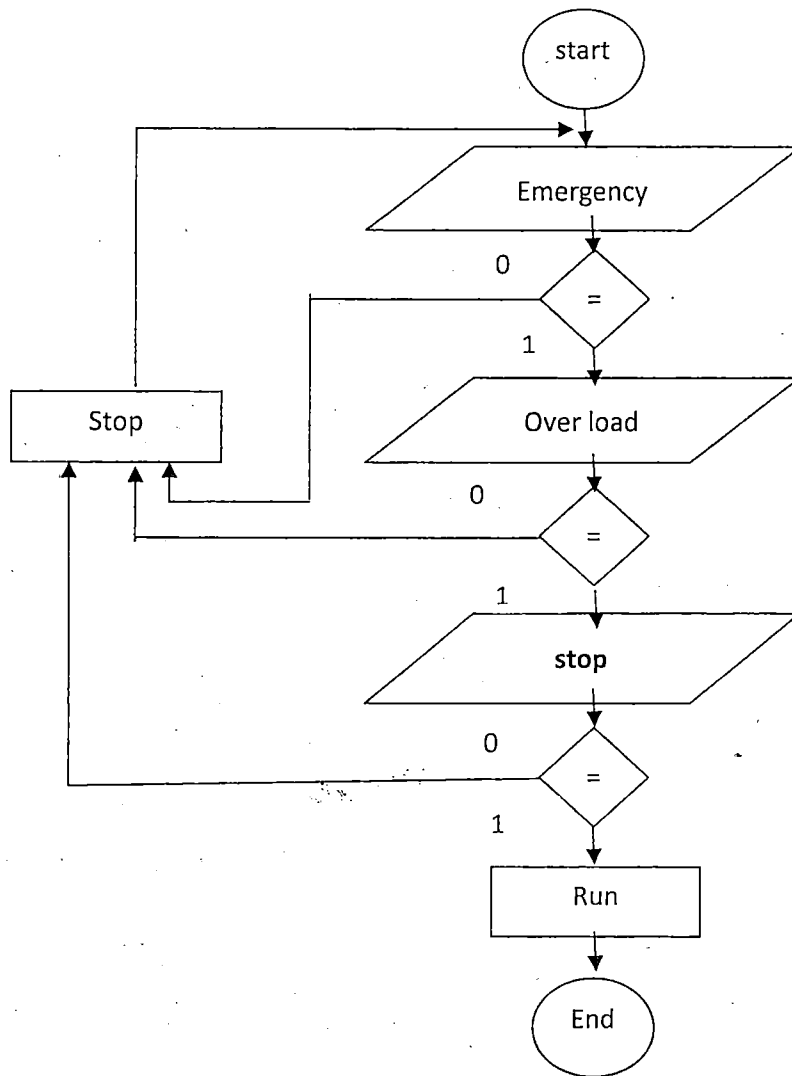 start
Emergency
0
=
1
Stop
Over load
0
=
1
stop
0
=
1
Run
End